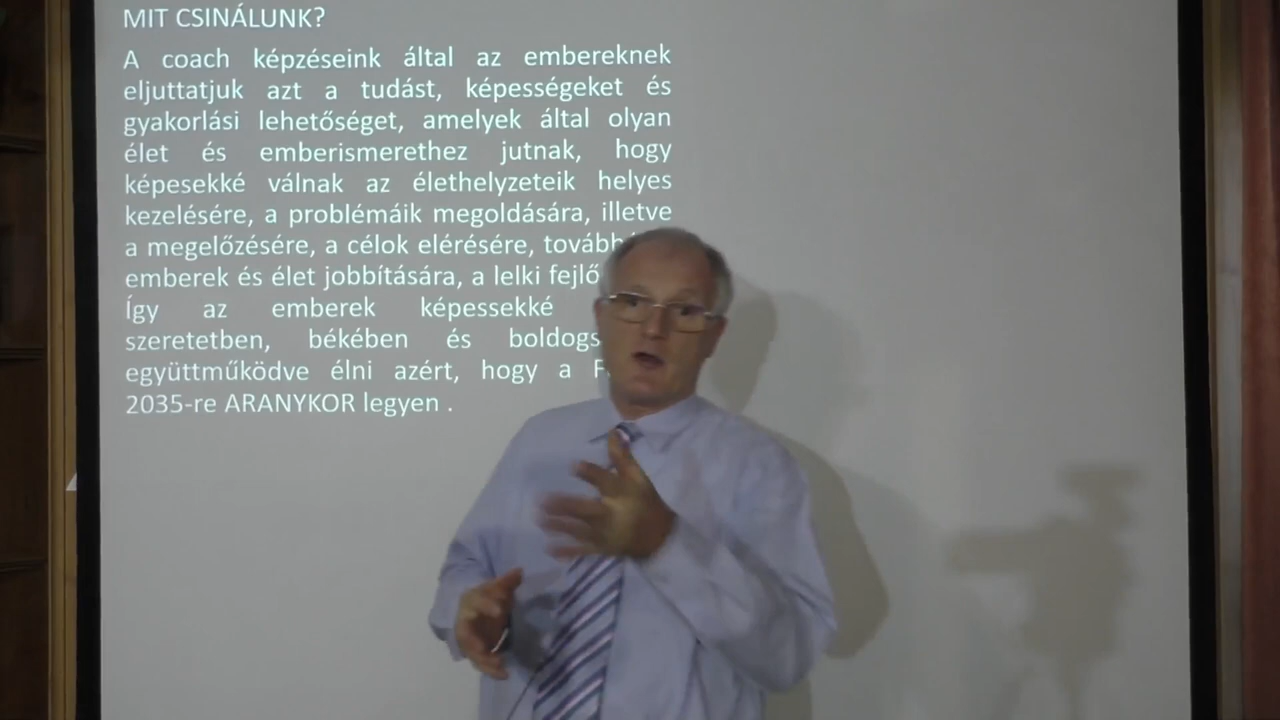 MIT CSINÁLUNK?
A coach képzéseink által az embereknek
eljuttatjuk azt a tudást, képességeket és
gyakorlási lehetőséget, amelyek által olyan
élet és emberismerethez jutnak, hogy
képesekké válnak az élethelyzeteik helyes
kezelésére, a problémáik megoldására, illetve
a megelőzésére, a célok elérésére,
emberek és élet jobbítására, a lelki
Így az emberek képessekké
szeretetben, békében és
együttműködve élni azért, hogy a
2035-re ARANYKOR legyen .